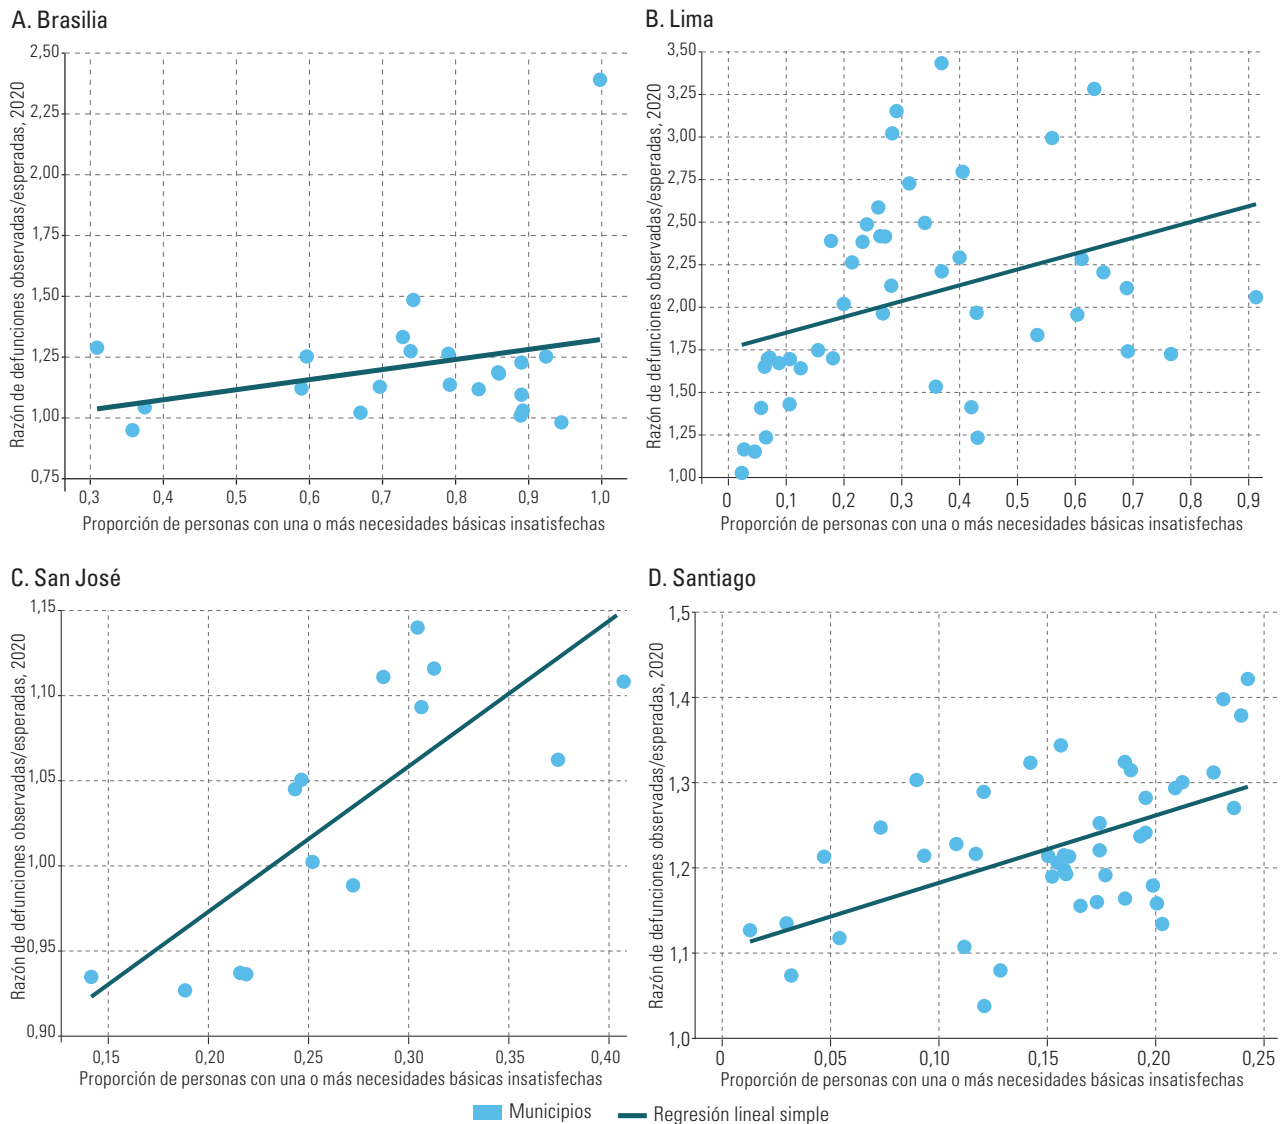 A. Brasilia
Razón de defunciones observadas/esperadas, 2020
2,50
2,25
2,00
1,75
1,50
1,25
1,00
0,75
0,3 0,4 0,5 0,6 0,7 0,8 0,9 1,0
Proporción de personas con una o más necesidades básicas insatisfechas
B. Lima
Razón de defunciones observadas/esperadas, 2020
3,50
3,25
3,00
2,75
2,50
2,25
2,00
1,75
1,50
1,25
1,00
0 0,1 0,2 0,3 0,4 0,5 0,6 0,7 0,8 0,9
Proporción de personas con una o más necesidades básicas insatisfechas
C. San José
Razón de defunciones observadas/esperadas, 2020
1,15
1,10
1,05
1,00
0,95
0,90
0,15 0,20 0,25 0,30 0,35 0,40
Proporción de personas con una o más necesidades básicas insatisfechas
D. Santiago
Razón de defunciones observadas/esperadas, 2020
1,5
1,4
1,3
1,2
1,1
1,0
0 0,05 0,10 0,15 0,20 0,25
Proporción de personas con una o más necesidades básicas insatisfechas
Municipios Regresión lineal simple